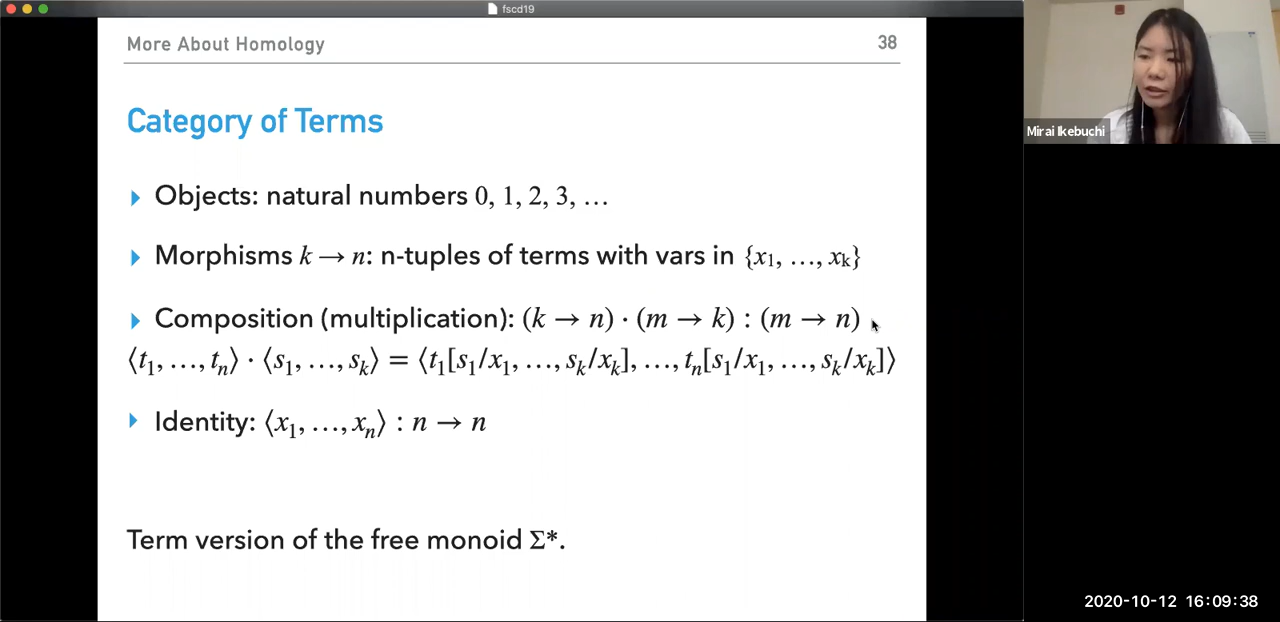 fscd19
More About Homology
38
Category of Terms
Objects: natural numbers 0, 1, 2, 3, …
Morphisms k → n: n-tuples of terms with vars in {x₁, …, xₖ}
Composition (multiplication): (k → n) · (m → k) : (m → n)
⟨t₁, …, tₙ⟩ · ⟨s₁, …, sₖ⟩ = ⟨t₁[s₁/x₁, …, sₖ/xₖ], …, tₙ[s₁/x₁, …, sₖ/xₖ]⟩
Identity: ⟨x₁, …, xₙ⟩ : n → n
Term version of the free monoid Σ*.
Mirai Ikebuchi
2020-10-12 16:09:38